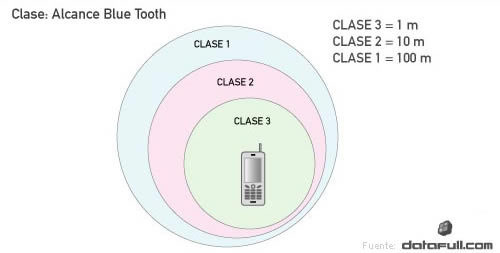 Clase: Alcance Blue Tooth
CLASE 1
CLASE 2
CLASE 3
CLASE 3 = 1 m
CLASE 2 = 10 m
CLASE 1 = 100 m
Fuente: datafull.com